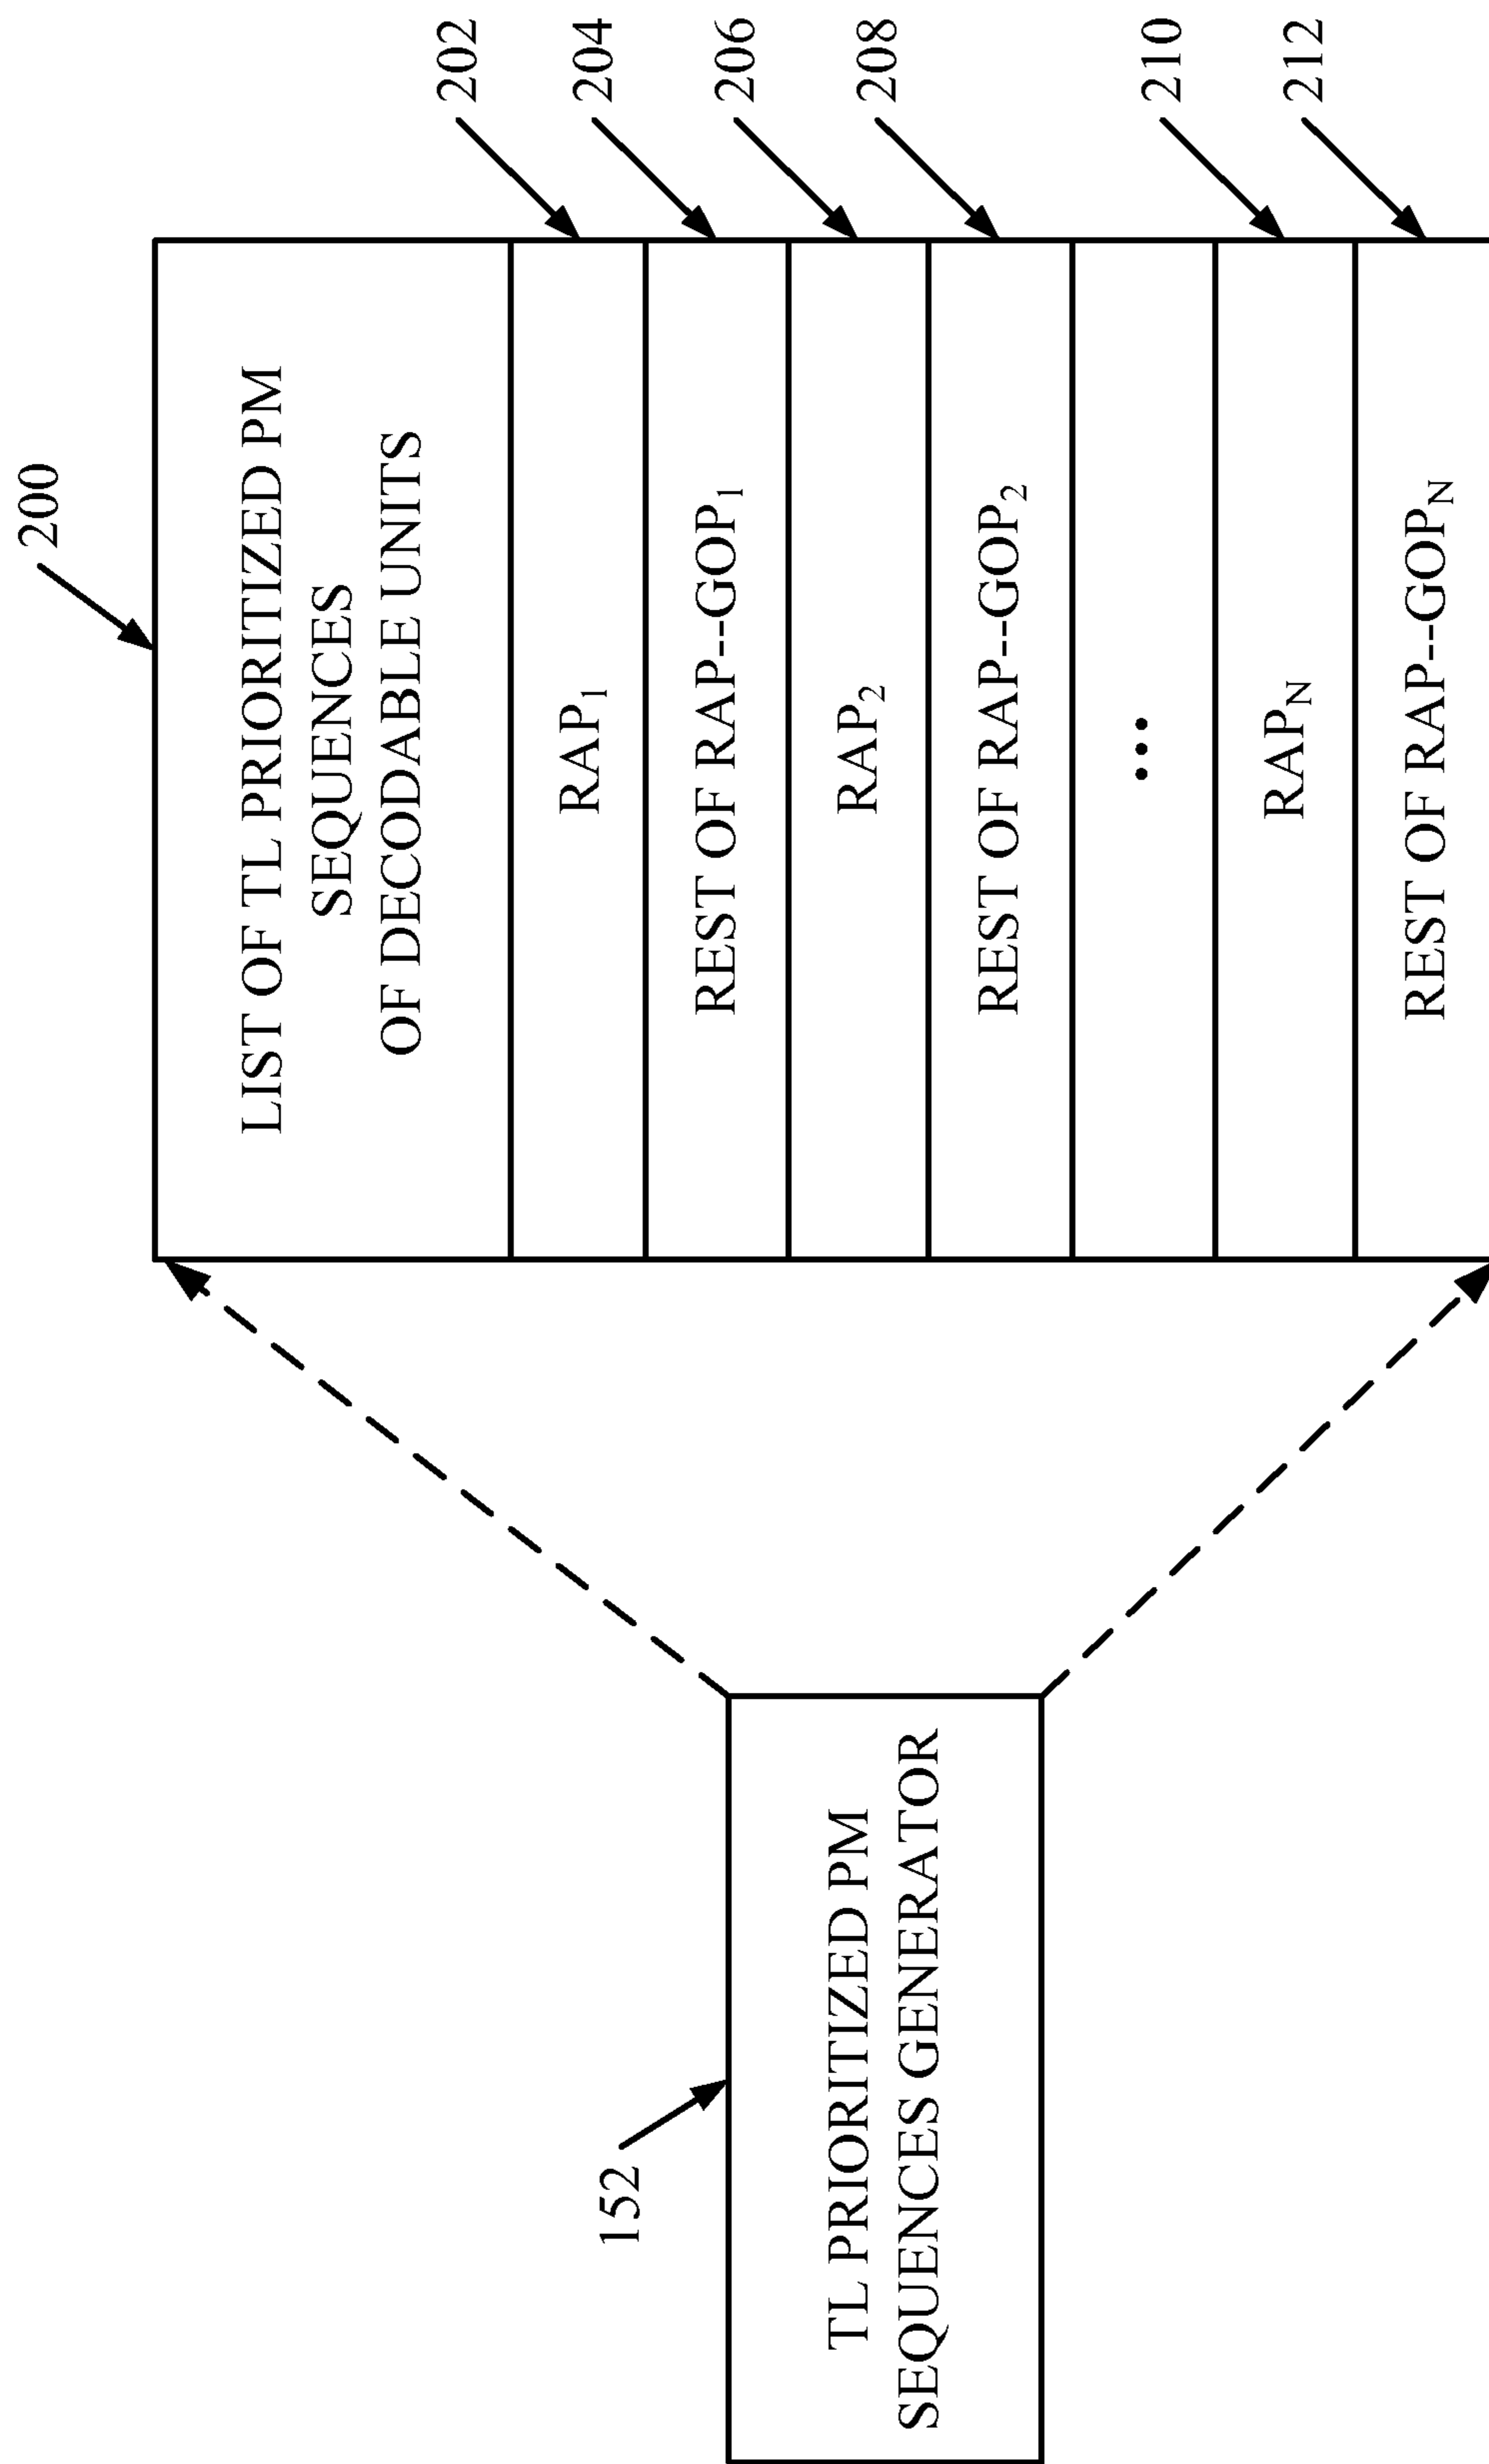 152
TL PRIORITIZED PM
SEQUENCES GENERATOR
200
LIST OF TL PRIORITIZED PM
SEQUENCES
OF DECODABLE UNITS
RAP1
202
REST OF RAP--GOP1
204
RAP2
206
REST OF RAP--GOP2
208
...
RAPN
210
REST OF RAP--GOPN
212